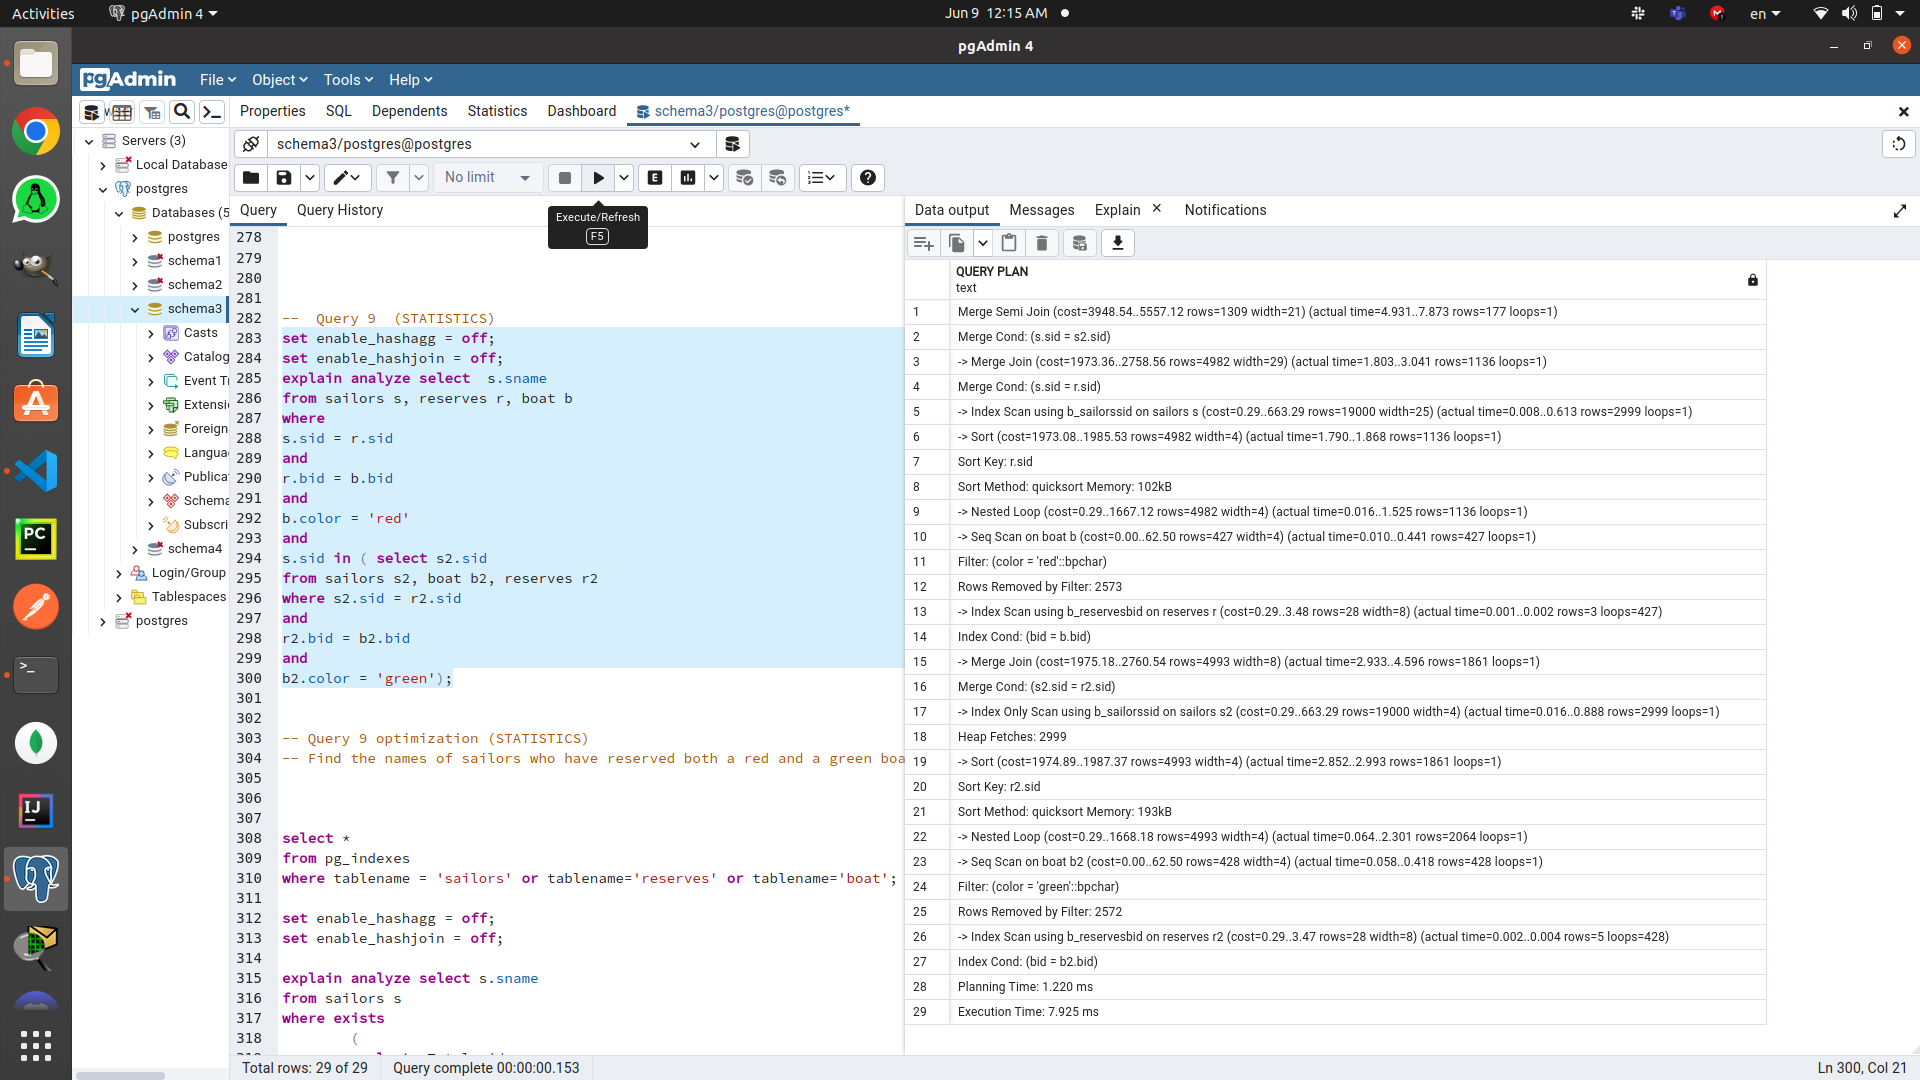 Activities
pgAdmin 4
Jun 9 12:15 AM
en
pgAdmin 4
pgAdmin
File
Object
Tools
Help
Properties
SQL
Dependents
Statistics
Dashboard
schema3/postgres@postgres*
Servers (3)
Local Database
postgres
Databases (5
postgres
schema1
schema2
schema3
Casts
Catalog
Event Tr
Extensi
Foreign
Langua
Publica
Schema
Subscri
schema4
Login/Group
Tablespaces
postgres
schema3/postgres@postgres
No limit
E
Execute/Refresh
F5
Query
Query History
278
279
280
281
282 -- Query 9 (STATISTICS)
283 set enable_hashagg = off;
284 set enable_hashjoin = off;
285 explain analyze select s.sname
286 from sailors s, reserves r, boat b
287 where
288 s.sid = r.sid
289 and
290 r.bid = b.bid
291 and
292 b.color = 'red'
293 and
294 s.sid in ( select s2.sid
295 from sailors s2, boat b2, reserves r2
296 where s2.sid = r2.sid
297 and
298 r2.bid = b2.bid
299 and
300 b2.color = 'green');
301
302
303 -- Query 9 optimization (STATISTICS)
304 -- Find the names of sailors who have reserved both a red and a green boa
305
306
307
308 select *
309 from pg_indexes
310 where tablename = 'sailors' or tablename='reserves' or tablename='boat';
311
312 set enable_hashagg = off;
313 set enable_hashjoin = off;
314
315 explain analyze select s.sname
316 from sailors s
317 where exists
318 (
Data output
Messages
Explain
Notifications
QUERY PLAN
text
1 Merge Semi Join (cost=3948.54..5557.12 rows=1309 width=21) (actual time=4.931..7.873 rows=177 loops=1)
2 Merge Cond: (s.sid = s2.sid)
3 -> Merge Join (cost=1973.36..2758.56 rows=4982 width=29) (actual time=1.803..3.041 rows=1136 loops=1)
4 Merge Cond: (s.sid = r.sid)
5 -> Index Scan using b_sailorssid on sailors s (cost=0.29..663.29 rows=19000 width=25) (actual time=0.008..0.613 rows=2999 loops=1)
6 -> Sort (cost=1973.08..1985.53 rows=4982 width=4) (actual time=1.790..1.868 rows=1136 loops=1)
7 Sort Key: r.sid
8 Sort Method: quicksort Memory: 102kB
9 -> Nested Loop (cost=0.29..1667.12 rows=4982 width=4) (actual time=0.016..1.525 rows=1136 loops=1)
10 -> Seq Scan on boat b (cost=0.00..62.50 rows=427 width=4) (actual time=0.010..0.441 rows=427 loops=1)
11 Filter: (color = 'red'::bpchar)
12 Rows Removed by Filter: 2573
13 -> Index Scan using b_reservesbid on reserves r (cost=0.29..3.48 rows=28 width=8) (actual time=0.001..0.002 rows=3 loops=427)
14 Index Cond: (bid = b.bid)
15 -> Merge Join (cost=1975.18..2760.54 rows=4993 width=8) (actual time=2.933..4.596 rows=1861 loops=1)
16 Merge Cond: (s2.sid = r2.sid)
17 -> Index Only Scan using b_sailorssid on sailors s2 (cost=0.29..663.29 rows=19000 width=4) (actual time=0.016..0.888 rows=2999 loops=1)
18 Heap Fetches: 2999
19 -> Sort (cost=1974.89..1987.37 rows=4993 width=4) (actual time=2.852..2.993 rows=1861 loops=1)
20 Sort Key: r2.sid
21 Sort Method: quicksort Memory: 193kB
22 -> Nested Loop (cost=0.29..1668.18 rows=4993 width=4) (actual time=0.064..2.301 rows=2064 loops=1)
23 -> Seq Scan on boat b2 (cost=0.00..62.50 rows=428 width=4) (actual time=0.058..0.418 rows=428 loops=1)
24 Filter: (color = 'green'::bpchar)
25 Rows Removed by Filter: 2572
26 -> Index Scan using b_reservesbid on reserves r2 (cost=0.29..3.47 rows=28 width=8) (actual time=0.002..0.004 rows=5 loops=428)
27 Index Cond: (bid = b2.bid)
28 Planning Time: 1.220 ms
29 Execution Time: 7.925 ms
Total rows: 29 of 29
Query complete 00:00:00.153
Ln 300, Col 21
PC
IJ